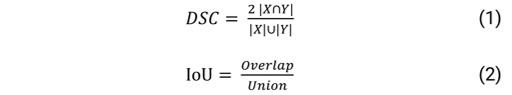 DSC = 2 |X∩Y| / |X|∪|Y| (1)
IoU = Overlap / Union (2)